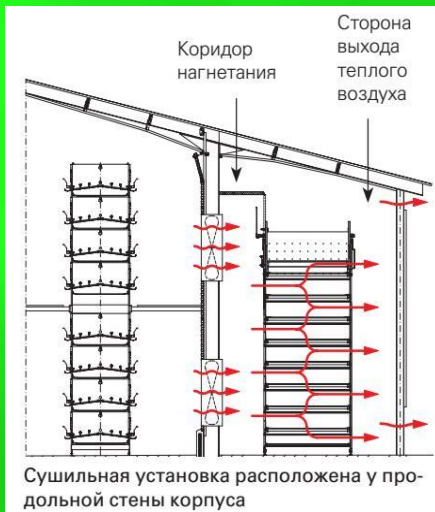 Коридор
нагнетания
Сторона
выхода
теплого
воздуха
Сушильная установка расположена у про-
дольной стены корпуса